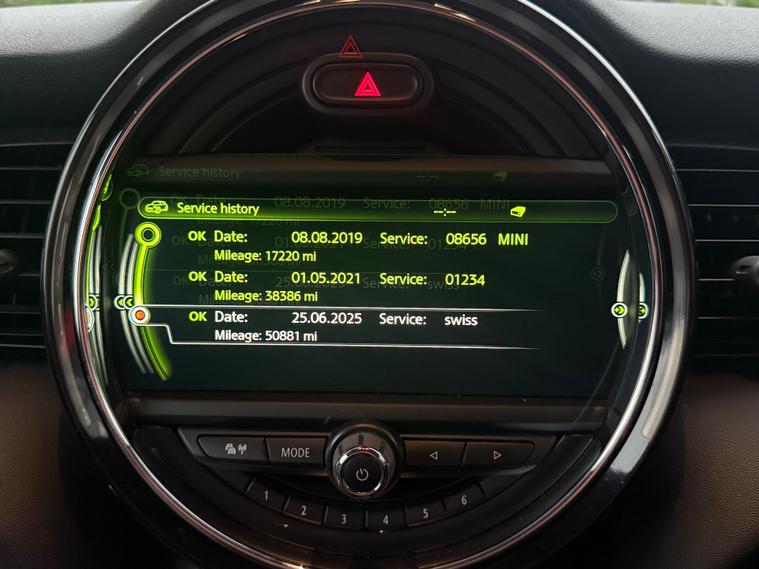 Service history --:--
OK Date: 08.08.2019 Service: 08656 MINI
Mileage: 17220 mi
OK Date: 01.05.2021 Service: 01234
Mileage: 38386 mi
OK Date: 25.06.2025 Service: swiss
Mileage: 50881 mi
MODE
1 2 3 4 5 6